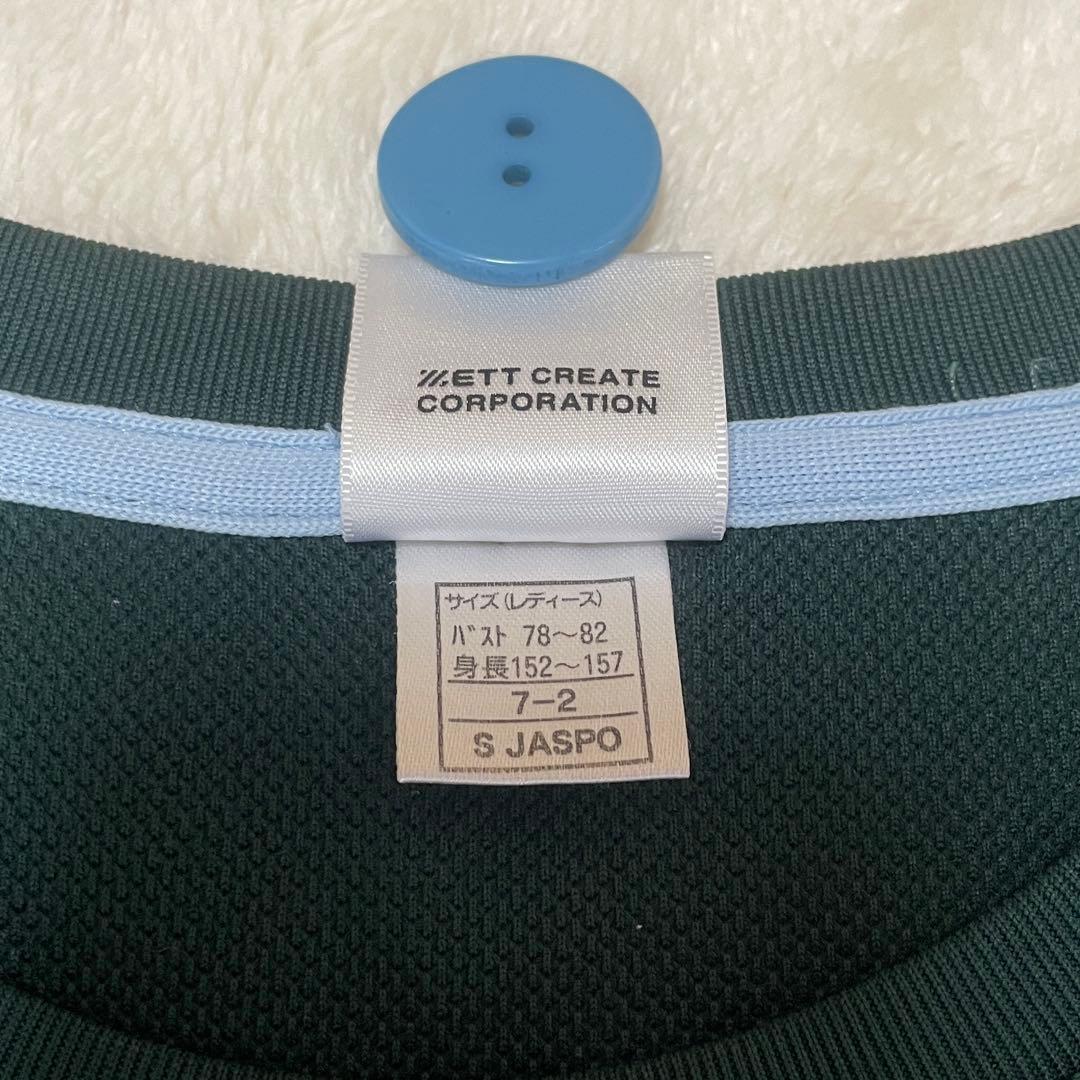 ZETT CREATE
CORPORATION
サイズ(レディース)
バスト 78〜82
身長152〜157
7-2
S JASPO